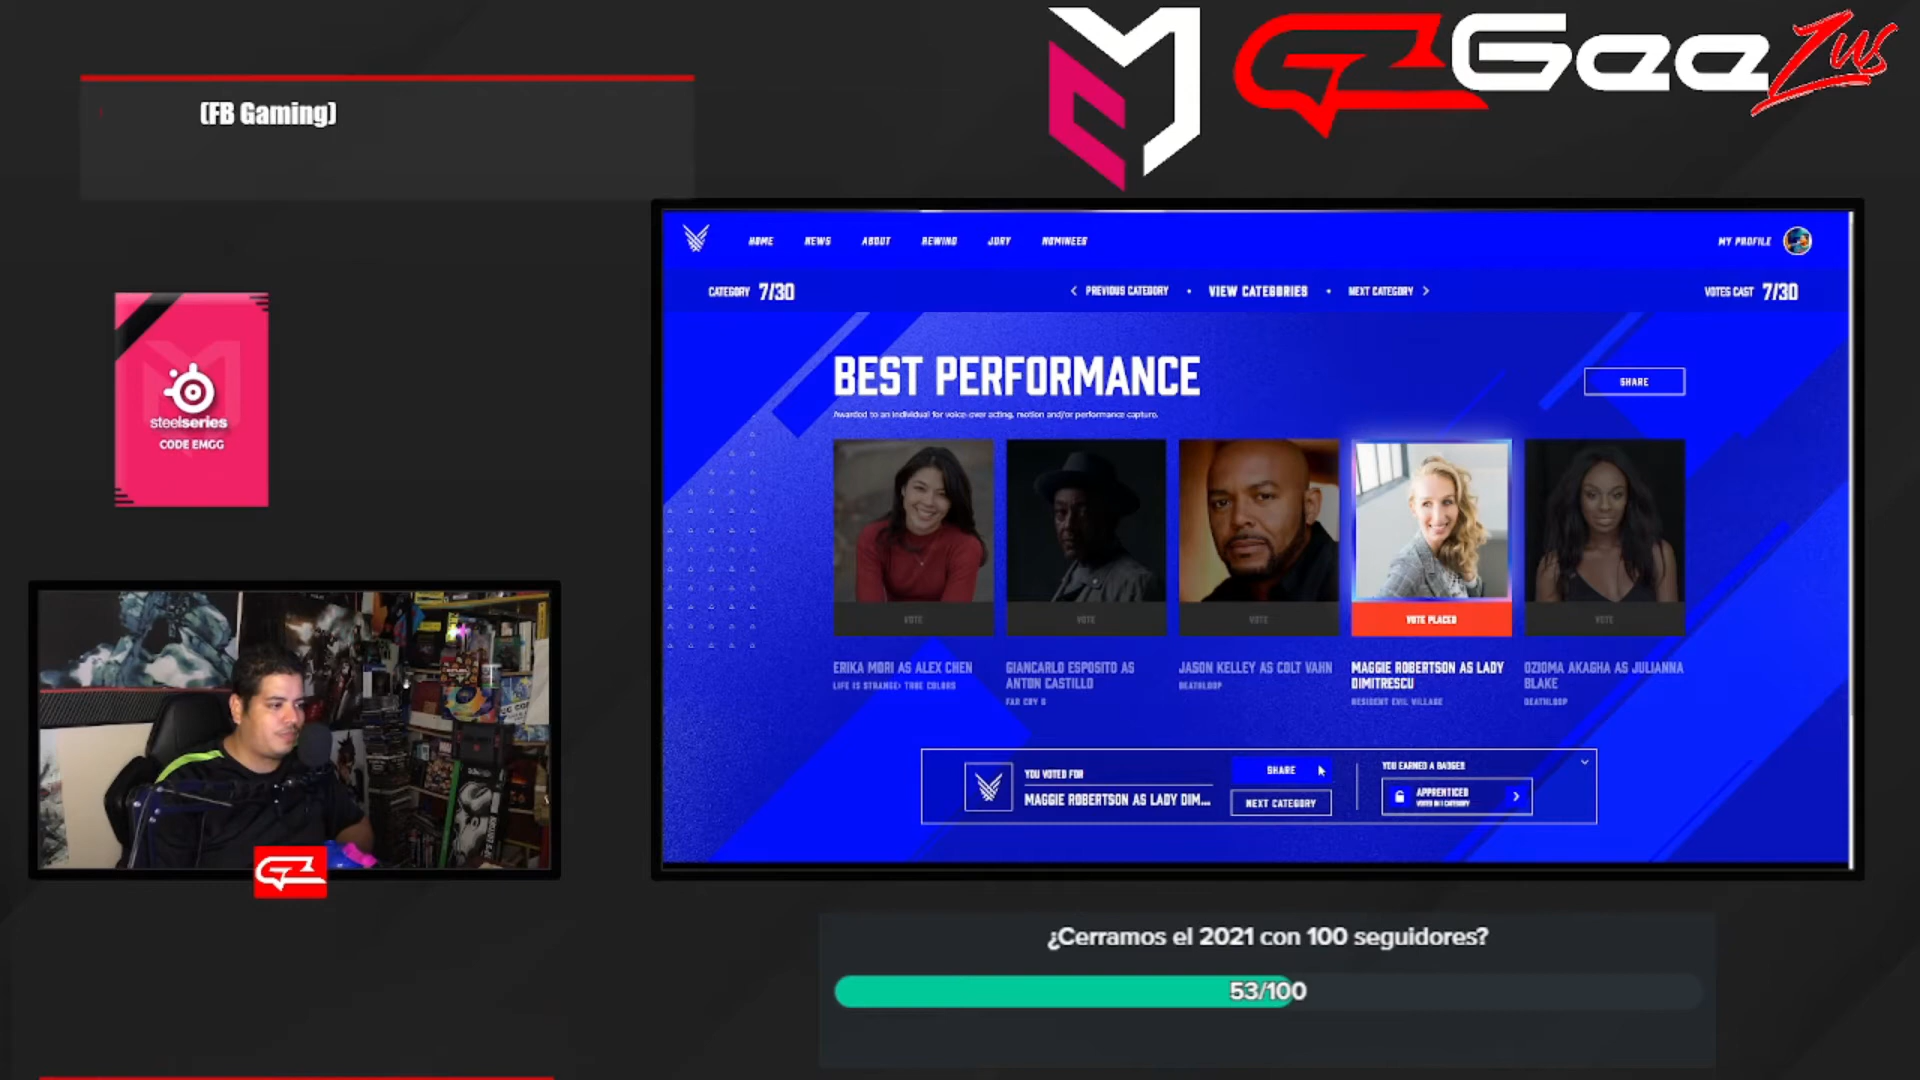 GeeZus
(FB Gaming)
HOME NEWS ABOUT REWIND JURY NOMINEES MY PROFILE
CATEGORY 7/30 PREVIOUS CATEGORY • VIEW CATEGORIES • NEXT CATEGORY VOTES CAST 7/30
BEST PERFORMANCE
SHARE
Awarded to an individual for voice-over acting, motion and/or performance capture.
steelseries
CODE EMGG
VOTE VOTE VOTE VOTE PLACED VOTE
ERIKA MORI AS ALEX CHEN
LIFE IS STRANGE: TRUE COLORS
GIANCARLO ESPOSITO AS
ANTON CASTILLO
FAR CRY 6
JASON KELLEY AS COLT VAHN
DEATHLOOP
MAGGIE ROBERTSON AS LADY
DIMITRESCU
RESIDENT EVIL VILLAGE
OZIOMA AKAGHA AS JULIANNA
BLAKE
DEATHLOOP
YOU VOTED FOR
MAGGIE ROBERTSON AS LADY DIM...
SHARE
NEXT CATEGORY
YOU EARNED A BADGE!
APPRENTICED
VOTED IN 1 CATEGORY
¿Cerramos el 2021 con 100 seguidores?
53/100